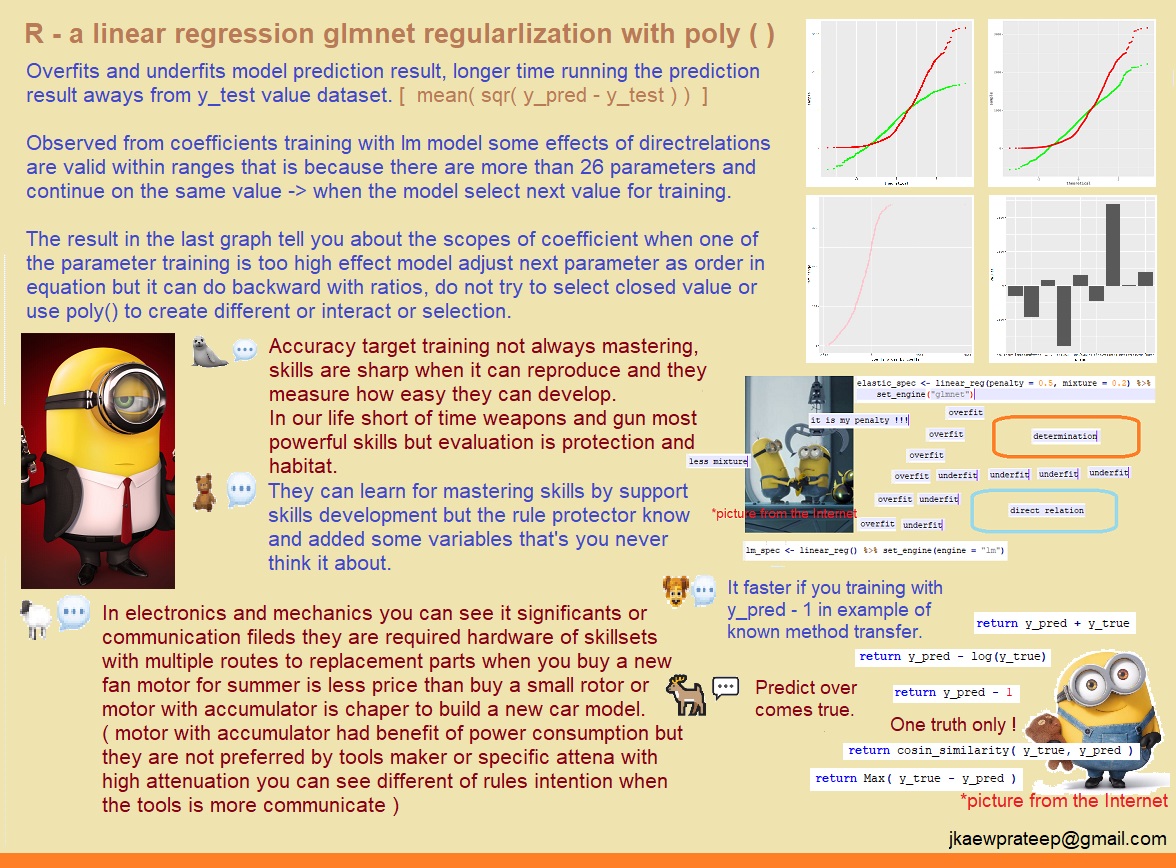 R - a linear regression glmnet regularlization with poly ( )
Overfits and underfits model prediction result, longer time running the prediction
result aways from y_test value dataset. [ mean( sqr( y_pred - y_test ) ) ]
Observed from coefficients training with lm model some effects of directrelations
are valid within ranges that is because there are more than 26 parameters and
continue on the same value -> when the model select next value for training.
The result in the last graph tell you about the scopes of coefficient when one of
the parameter training is too high effect model adjust next parameter as order in
equation but it can do backward with ratios, do not try to select closed value or
use poly() to create different or interact or selection.
Accuracy target training not always mastering,
skills are sharp when it can reproduce and they
measure how easy they can develop.
In our life short of time weapons and gun most
powerful skills but evaluation is protection and
habitat.
They can learn for mastering skills by support
skills development but the rule protector know
and added some variables that's you never
think it about.
In electronics and mechanics you can see it significants or
communication fileds they are required hardware of skillsets
with multiple routes to replacement parts when you buy a new
fan motor for summer is less price than buy a small rotor or
motor with accumulator is chaper to build a new car model.
( motor with accumulator had benefit of power consumption but
they are not preferred by tools maker or specific attena with
high attenuation you can see different of rules intention when
the tools is more communicate )
theoretical
theoretical
elastic_spec <- linear_reg(penalty = 0.5, mixture = 0.2) %>%
set_engine("glmnet")
it is my penalty !!!
overfit
overfit
determination
overfit
less mixture
overfit underfit underfit underfit underfit
overfit underfit
direct relation
*picture from the Internet
overfit underfit
lm_spec <- linear_reg() %>% set_engine(engine = "lm")
It faster if you training with
y_pred - 1 in example of
known method transfer.
return y_pred + y_true
return y_pred - log(y_true)
Predict over
comes true.
return y_pred - 1
One truth only !
return cosin_similarity( y_true, y_pred )
return Max( y_true - y_pred )
*picture from the Internet
jkaewprateep@gmail.com